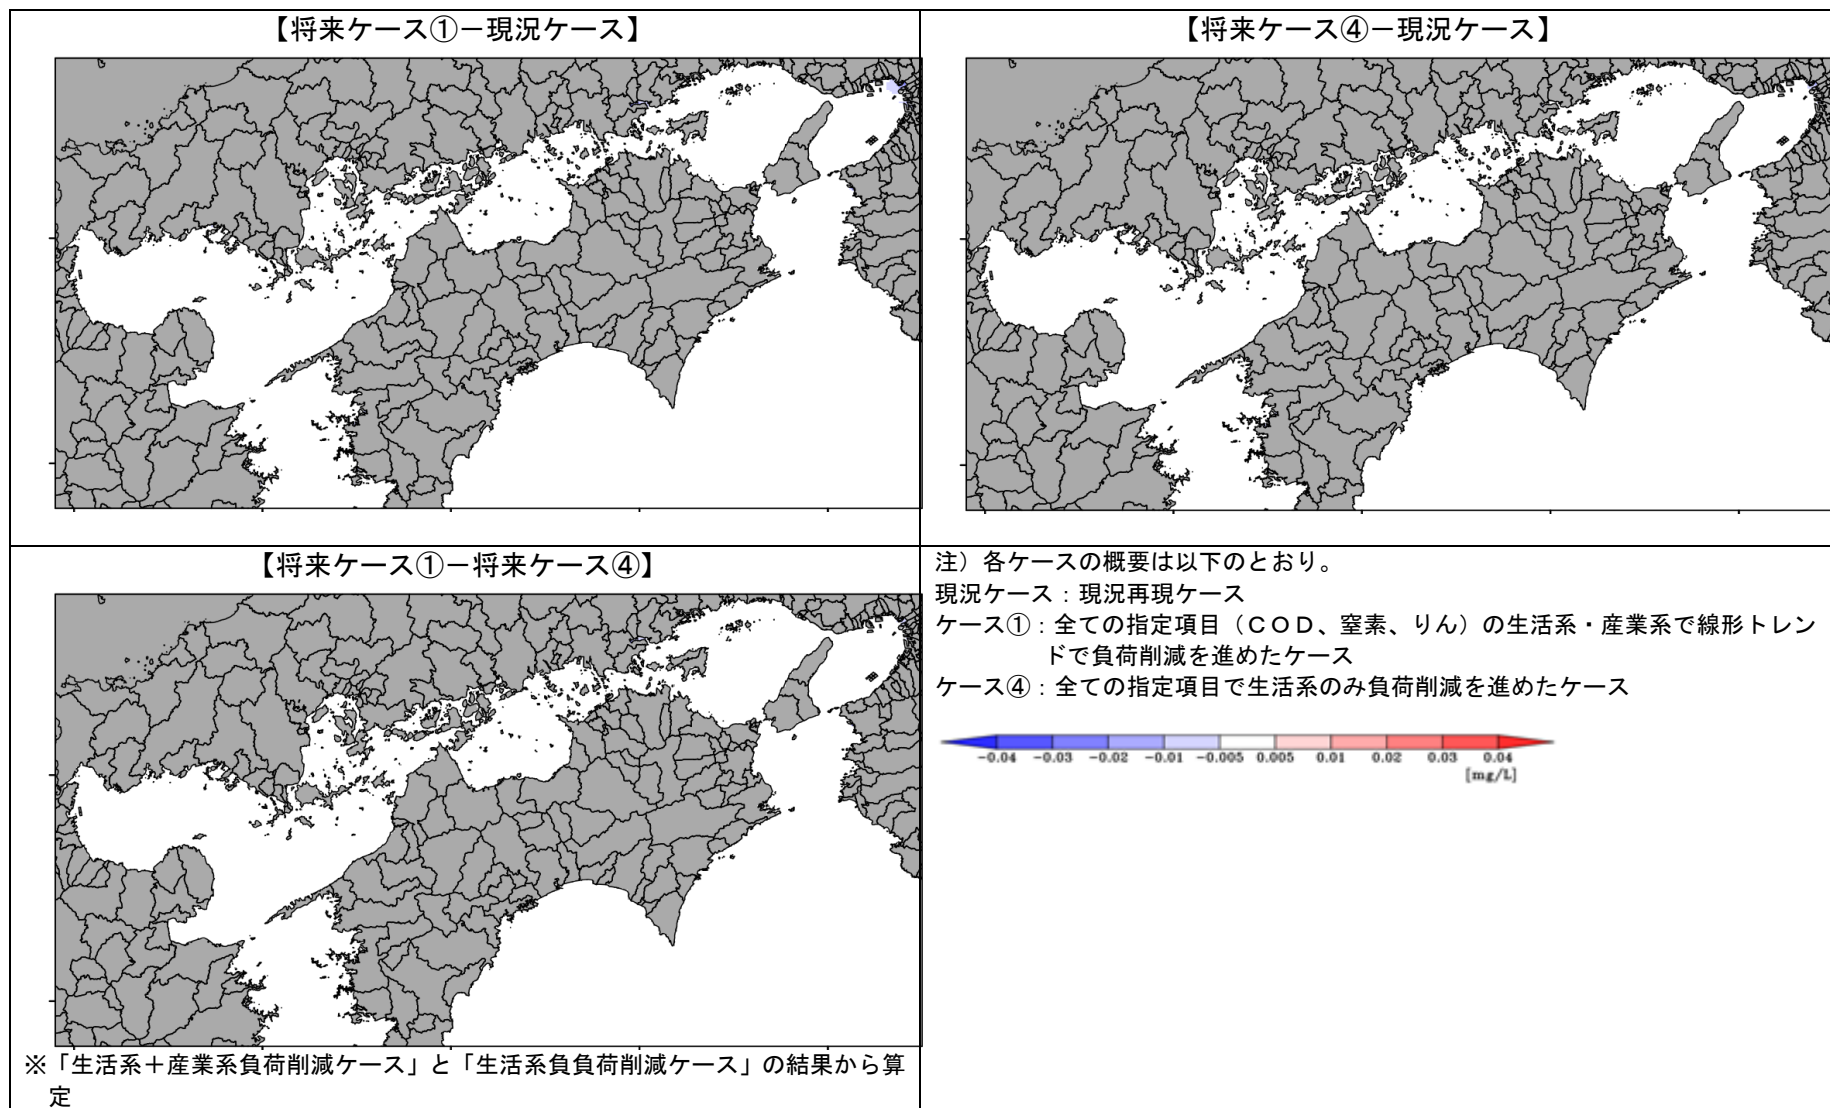 【将来ケース①－現況ケース】
【将来ケース④－現況ケース】
【将来ケース①－将来ケース④】
※「生活系＋産業系負荷削減ケース」と「生活系負負荷削減ケース」の結果から算
定
注）各ケースの概要は以下のとおり。
現況ケース：現況再現ケース
ケース①：全ての指定項目（ＣＯＤ、窒素、りん）の生活系・産業系で線形トレン
ドで負荷削減を進めたケース
ケース④：全ての指定項目で生活系のみ負荷削減を進めたケース
-0.04 -0.03 -0.02 -0.01 -0.005 0.005 0.01 0.02 0.03 0.04
[mg/L]